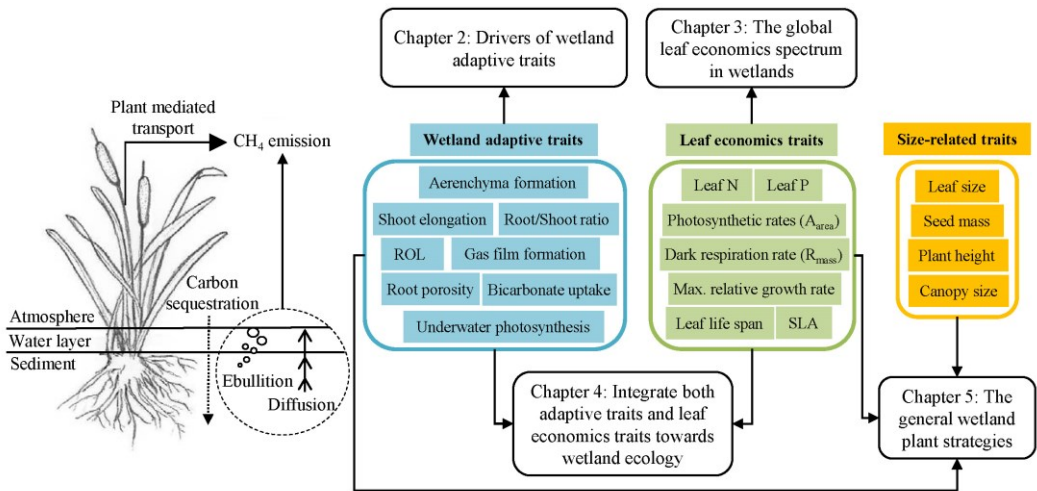 Chapter 2: Drivers of wetland
adaptive traits
Chapter 3: The global
leaf economics spectrum
in wetlands
Plant mediated
transport
CH₄ emission
Wetland adaptive traits
Leaf economics traits
Size-related traits
Aerenchyma formation
Shoot elongation
Root/Shoot ratio
ROL
Gas film formation
Root porosity
Bicarbonate uptake
Underwater photosynthesis
Leaf N
Leaf P
Photosynthetic rates (Aarea)
Dark respiration rate (Rmass)
Max. relative growth rate
Leaf life span
SLA
Leaf size
Seed mass
Plant height
Canopy size
Carbon
sequestration
Atmosphere
Water layer
Sediment
Ebullition
Diffusion
Chapter 4: Integrate both
adaptive traits and leaf
economics traits towards
wetland ecology
Chapter 5: The
general wetland
plant strategies